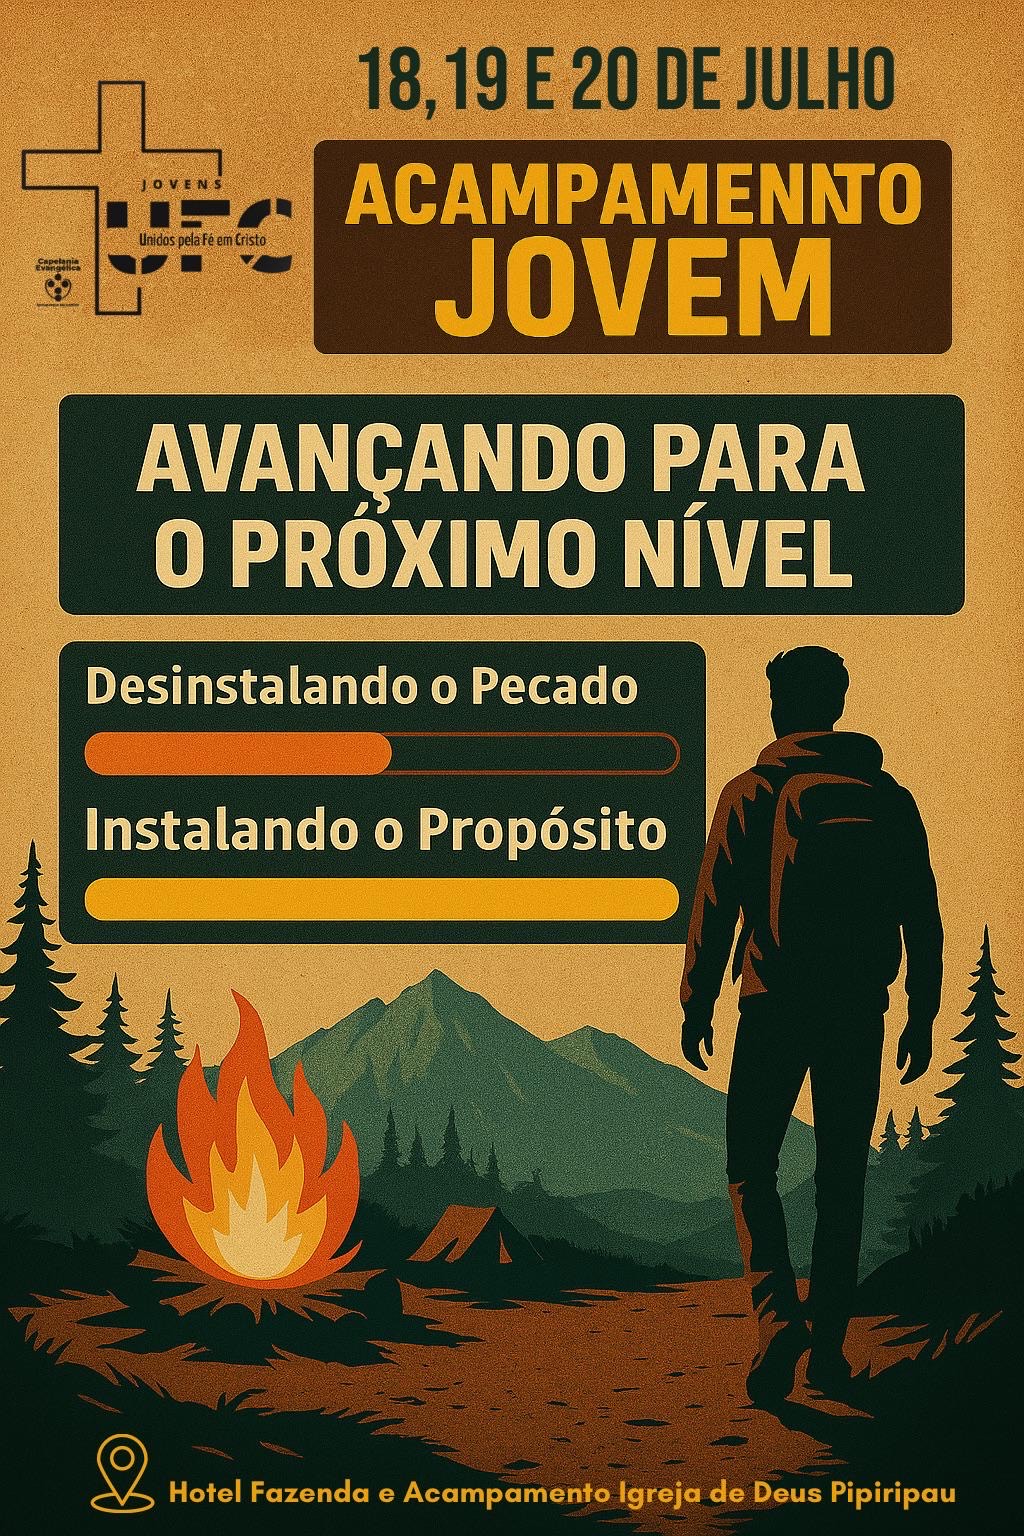 18,19 E 20 DE JULHO
JOVENS
UFC
Unidos pela Fé em Cristo
Capelania
Evangélica
ACAMPAMENNTO
JOVEM
AVANÇANDO PARA
O PRÓXIMO NÍVEL
Desinstalando o Pecado
Instalando o Propósito
Hotel Fazenda e Acampamento Igreja de Deus Pipiripau